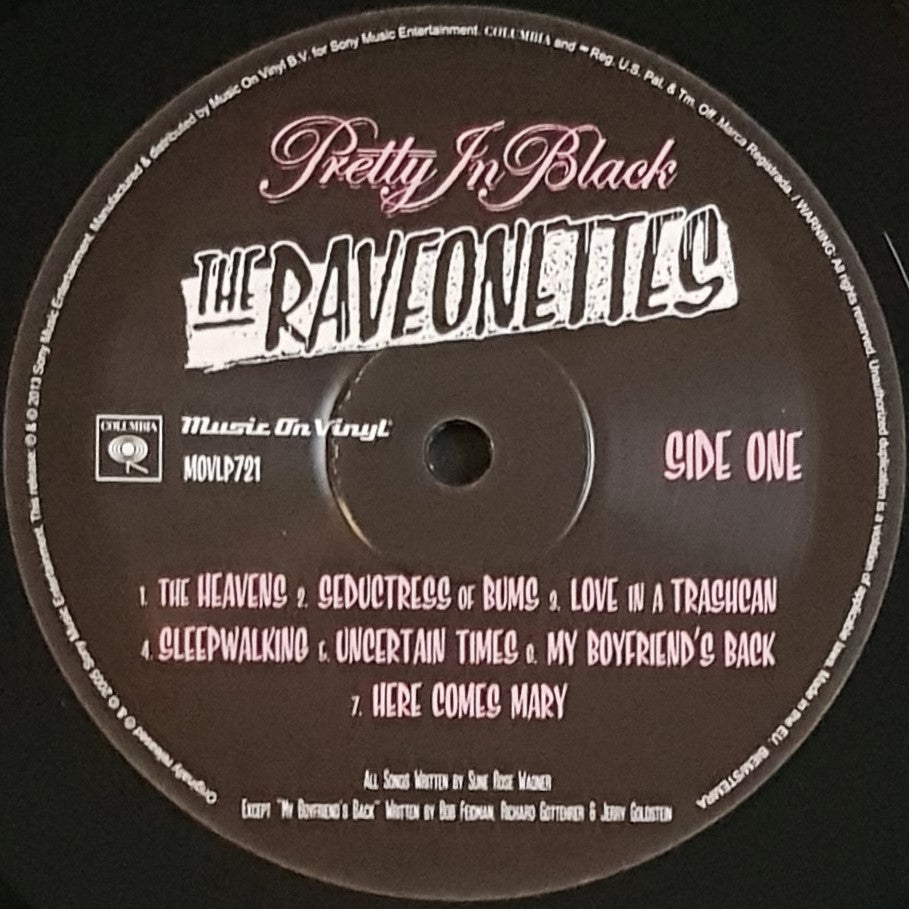 Originally released ℗ & © 2005 Sony Music Entertainment. This release: ℗ & © 2013 Sony Music Entertainment. Manufactured & distributed by Music On Vinyl B.V. for Sony Music Entertainment. COLUMBIA and ™ Reg. U.S. Pat. & Tm. Off. Marca Registrada / WARNING: All rights reserved. Unauthorized duplication is a violation of applicable laws. Made in the EU. BIEM/STEMRA
Pretty In Black
THE RAVEONETTES
COLUMBIA
Music On Vinyl
MOVLP721
SIDE ONE
1. THE HEAVENS 2. SEDUCTRESS OF BUMS 3. LOVE IN A TRASHCAN
4. SLEEPWALKING 5. UNCERTAIN TIMES 6. MY BOYFRIEND'S BACK
7. HERE COMES MARY
ALL SONGS WRITTEN BY SUNE ROSE WAGNER
EXCEPT "MY BOYFRIEND'S BACK" WRITTEN BY BOB FELDMAN, RICHARD GOTTEHRER & JERRY GOLDSTEIN